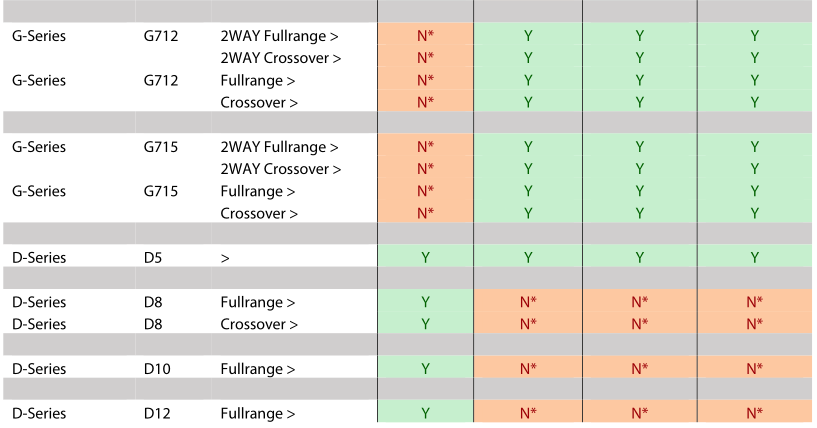 G-Series G712 2WAY Fullrange > N* Y Y Y
2WAY Crossover > N* Y Y Y
G-Series G712 Fullrange > N* Y Y Y
Crossover > N* Y Y Y
G-Series G715 2WAY Fullrange > N* Y Y Y
2WAY Crossover > N* Y Y Y
G-Series G715 Fullrange > N* Y Y Y
Crossover > N* Y Y Y
D-Series D5 > Y Y Y Y
D-Series D8 Fullrange > Y N* N* N*
D-Series D8 Crossover > Y N* N* N*
D-Series D10 Fullrange > Y N* N* N*
D-Series D12 Fullrange > Y N* N* N*